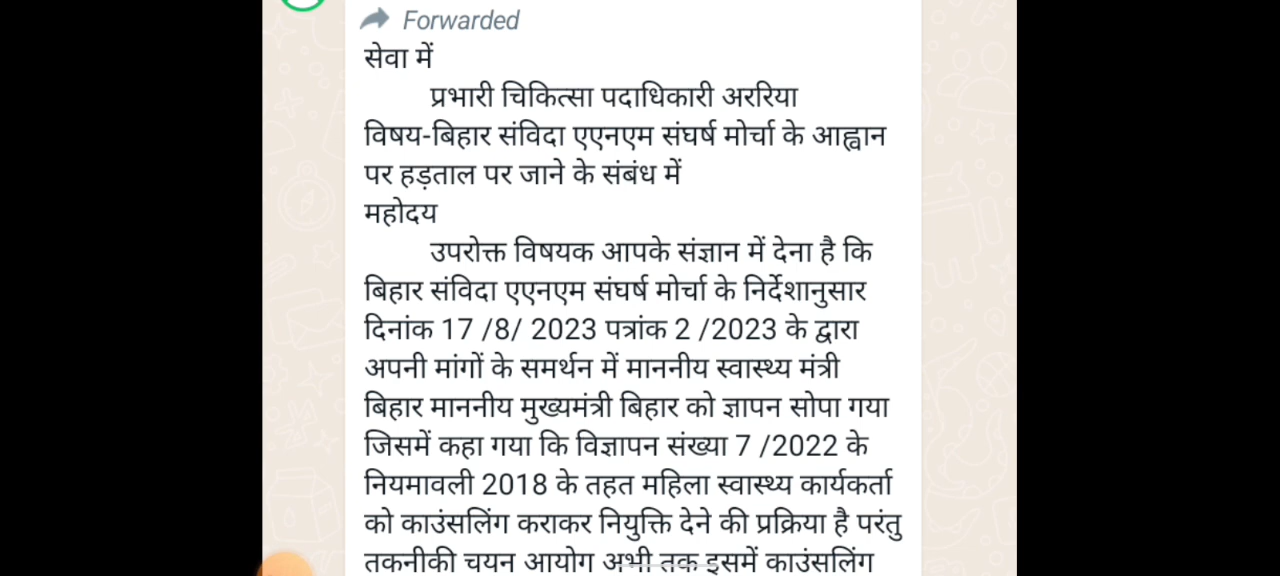 Forwarded
सेवा में
प्रभारी चिकित्सा पदाधिकारी अररिया
विषय-बिहार संविदा एएनएम संघर्ष मोर्चा के आह्वान
पर हड़ताल पर जाने के संबंध में
महोदय
उपरोक्त विषयक आपके संज्ञान में देना है कि
बिहार संविदा एएनएम संघर्ष मोर्चा के निर्देशानुसार
दिनांक 17 /8/ 2023 पत्रांक 2 /2023 के द्वारा
अपनी मांगों के समर्थन में माननीय स्वास्थ्य मंत्री
बिहार माननीय मुख्यमंत्री बिहार को ज्ञापन सोपा गया
जिसमें कहा गया कि विज्ञापन संख्या 7 /2022 के
नियमावली 2018 के तहत महिला स्वास्थ्य कार्यकर्ता
को काउंसलिंग कराकर नियुक्ति देने की प्रक्रिया है परंतु
तकनीकी चयन आयोग अभी तक इसमें काउंसलिंग